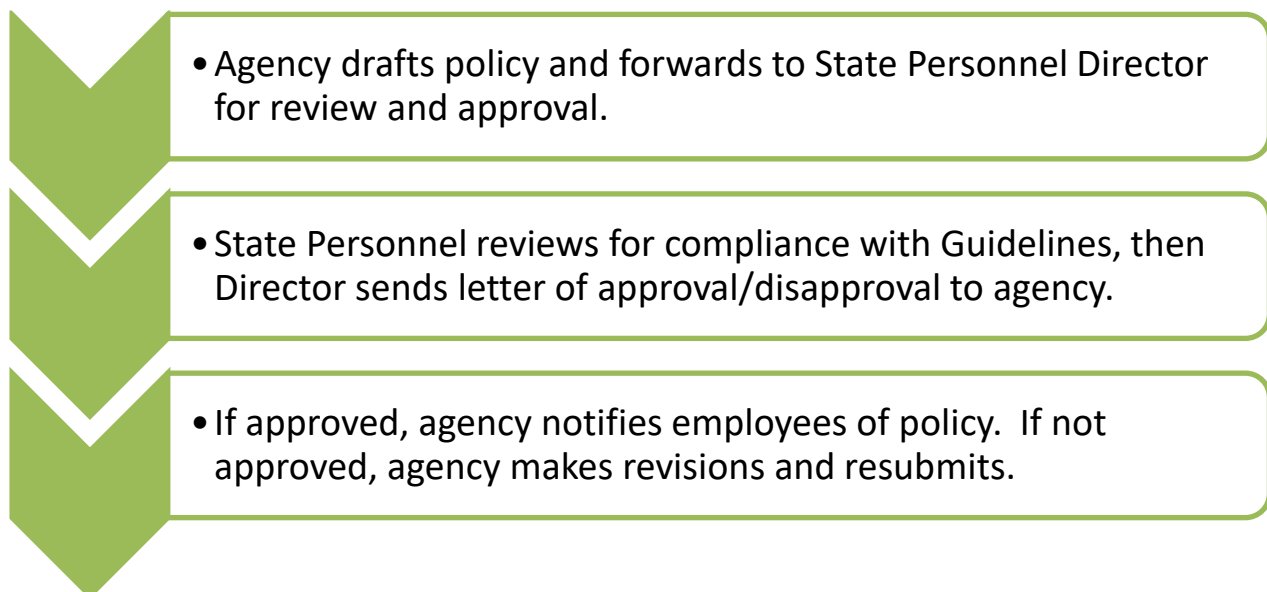 •Agency drafts policy and forwards to State Personnel Director
for review and approval.
•State Personnel reviews for compliance with Guidelines, then
Director sends letter of approval/disapproval to agency.
•If approved, agency notifies employees of policy.  If not
approved, agency makes revisions and resubmits.